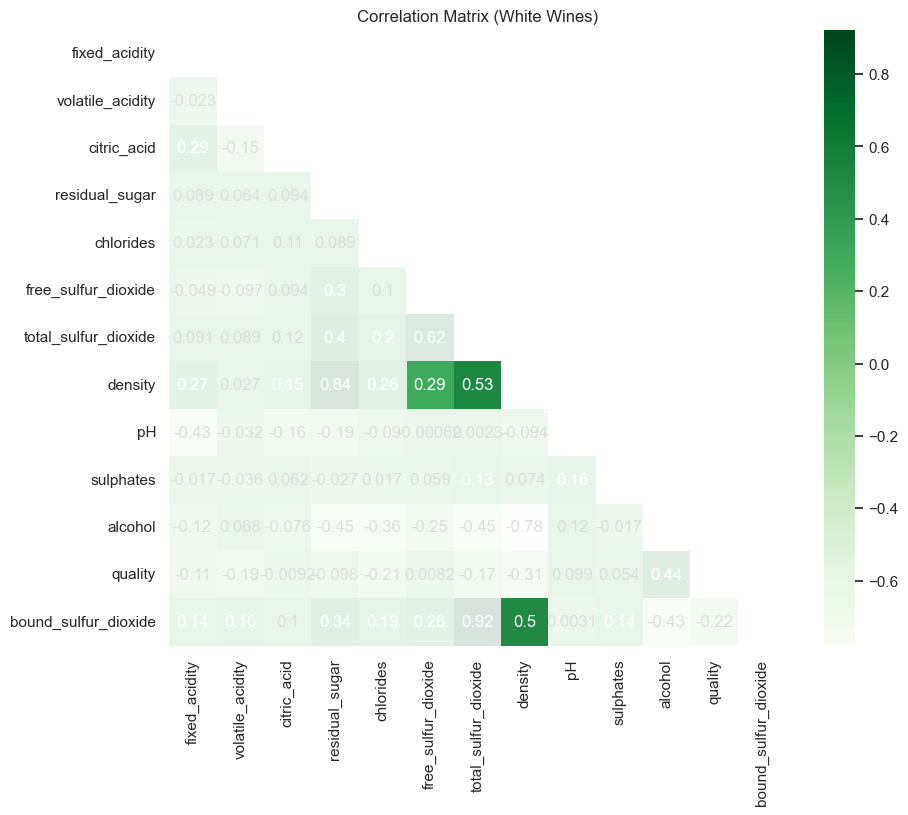 Correlation Matrix (White Wines)
fixed_acidity
volatile_acidity -0.023
citric_acid 0.29 -0.15
residual_sugar 0.089 0.064 0.094
chlorides 0.023 0.071 0.11 0.089
free_sulfur_dioxide -0.049 -0.097 0.094 0.3 0.1
total_sulfur_dioxide 0.091 0.089 0.12 0.4 0.2 0.62
density 0.27 0.027 0.15 0.84 0.26 0.29 0.53
pH -0.43 -0.032 -0.16 -0.19 -0.09 -0.00062 0.0023 -0.094
sulphates -0.017 -0.036 0.062 -0.027 0.017 0.059 0.13 0.074 0.16
alcohol -0.12 0.068 -0.076 -0.45 -0.36 -0.25 -0.45 -0.78 0.12 -0.017
quality -0.11 -0.19 -0.0092 -0.098 -0.21 0.0082 -0.17 -0.31 0.099 0.054 0.44
bound_sulfur_dioxide 0.14 0.16 0.1 0.34 0.19 0.26 0.92 0.5 0.0031 0.14 -0.43 -0.22
fixed_acidity
volatile_acidity
citric_acid
residual_sugar
chlorides
free_sulfur_dioxide
total_sulfur_dioxide
density
pH
sulphates
alcohol
quality
bound_sulfur_dioxide
0.8
0.6
0.4
0.2
0.0
−0.2
−0.4
−0.6